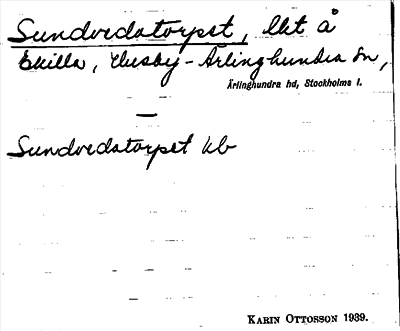 Sundvedatorpet, lht å
Ekilla, Husby-Ärlinghundra sn,
Ärlinghundra hd, Stockholms l.
—
Sundvedatorpet kb
KARIN OTTOSSON 1939.